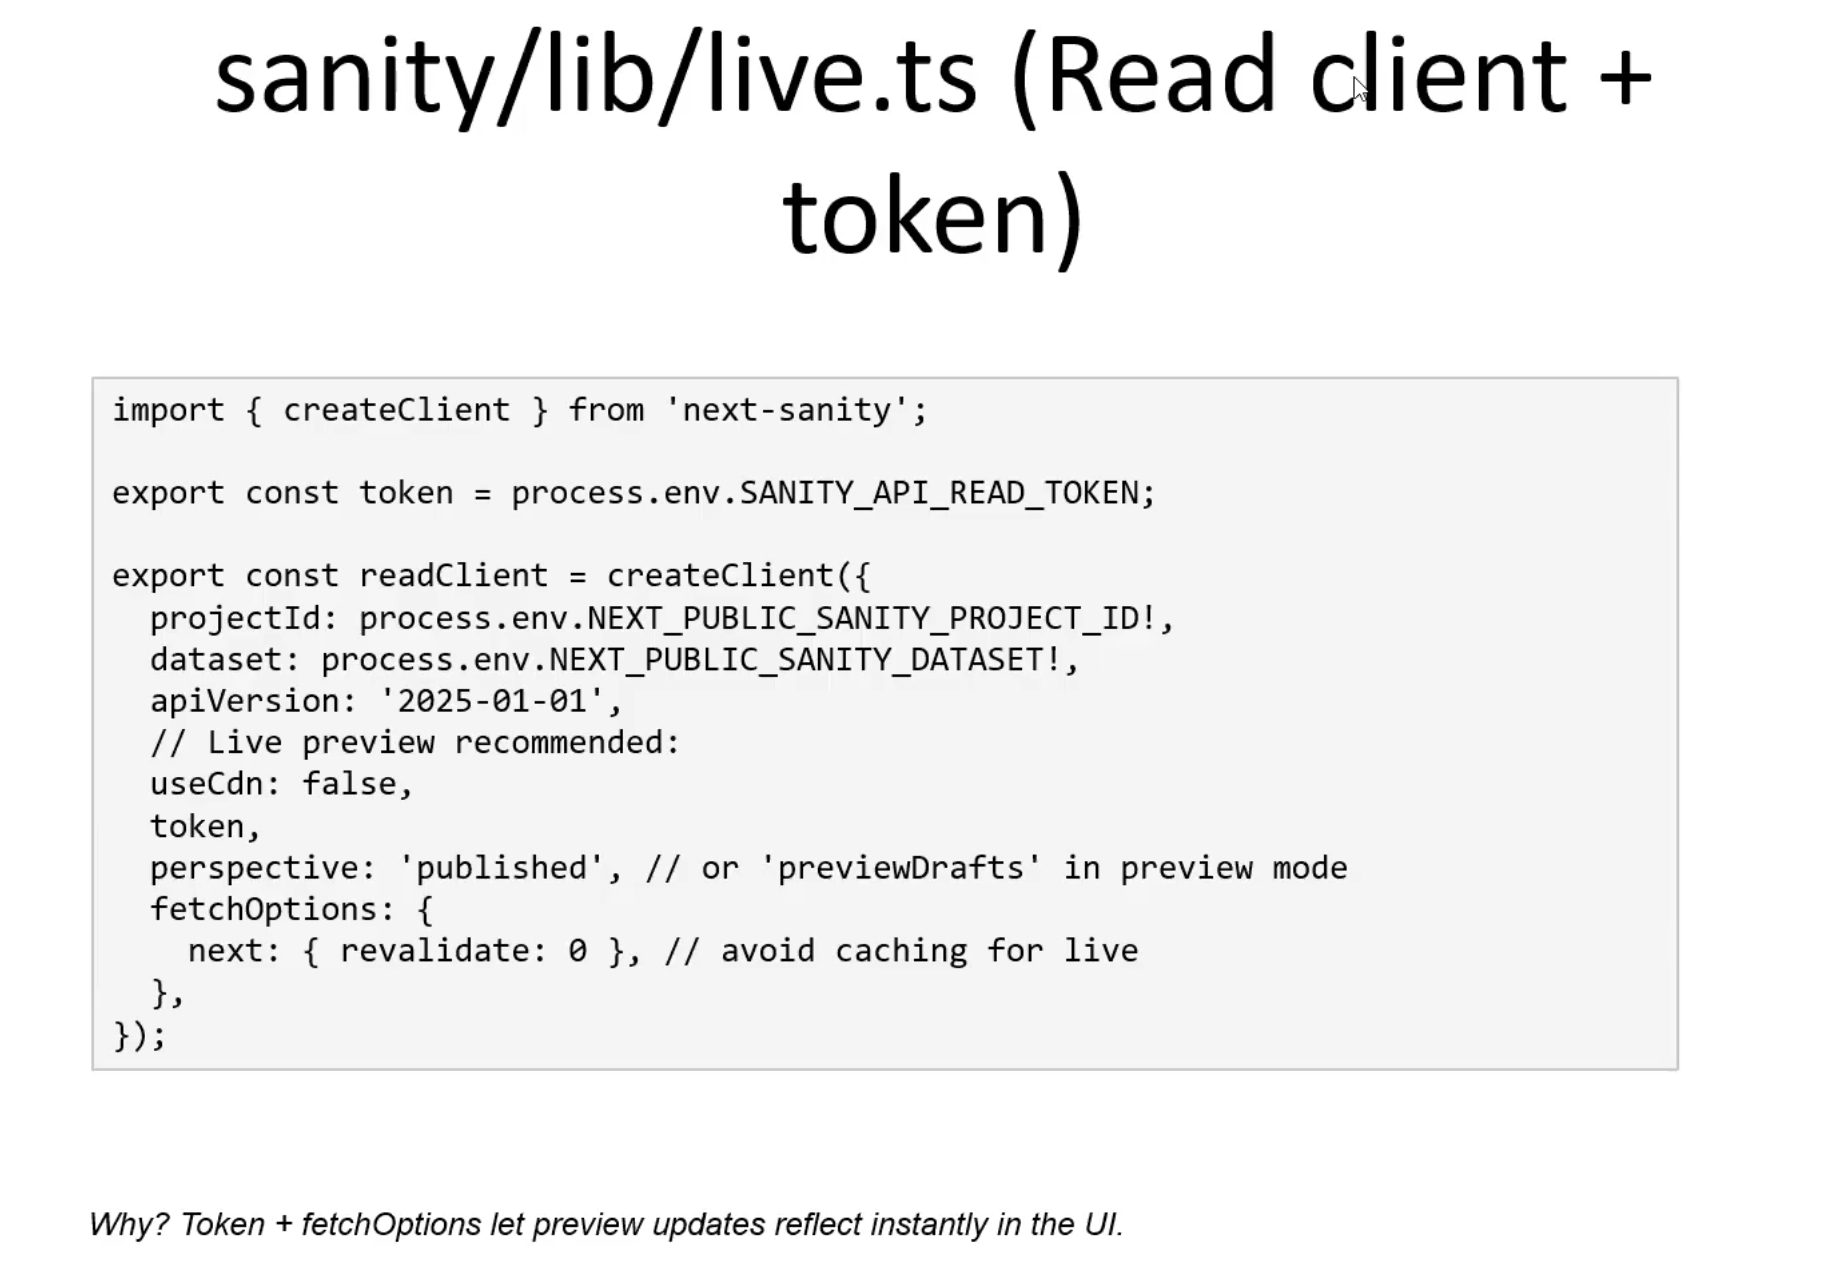 sanity/lib/live.ts (Read client +
token)
import { createClient } from 'next-sanity';
export const token = process.env.SANITY_API_READ_TOKEN;
export const readClient = createClient({
  projectId: process.env.NEXT_PUBLIC_SANITY_PROJECT_ID!,
  dataset: process.env.NEXT_PUBLIC_SANITY_DATASET!,
  apiVersion: '2025-01-01',
  // Live preview recommended:
  useCdn: false,
  token,
  perspective: 'published', // or 'previewDrafts' in preview mode
  fetchOptions: {
    next: { revalidate: 0 }, // avoid caching for live
  },
});
Why? Token + fetchOptions let preview updates reflect instantly in the UI.